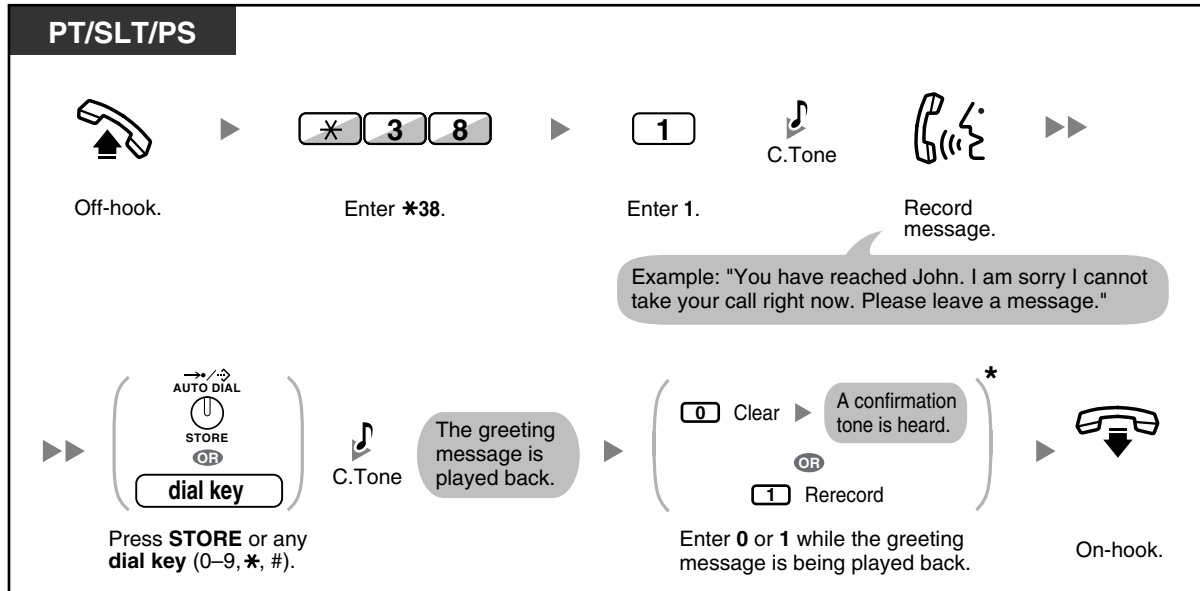 PT/SLT/PS
* 3 8
1
C.Tone
Off-hook.
Enter *38.
Enter 1.
Record
message.
Example: "You have reached John. I am sorry I cannot
take your call right now. Please leave a message."
AUTO DIAL
STORE
OR
dial key
Press STORE or any
dial key (0–9, *, #).
C.Tone
The greeting
message is
played back.
*
0 Clear
A confirmation
tone is heard.
OR
1 Rerecord
Enter 0 or 1 while the greeting
message is being played back.
On-hook.